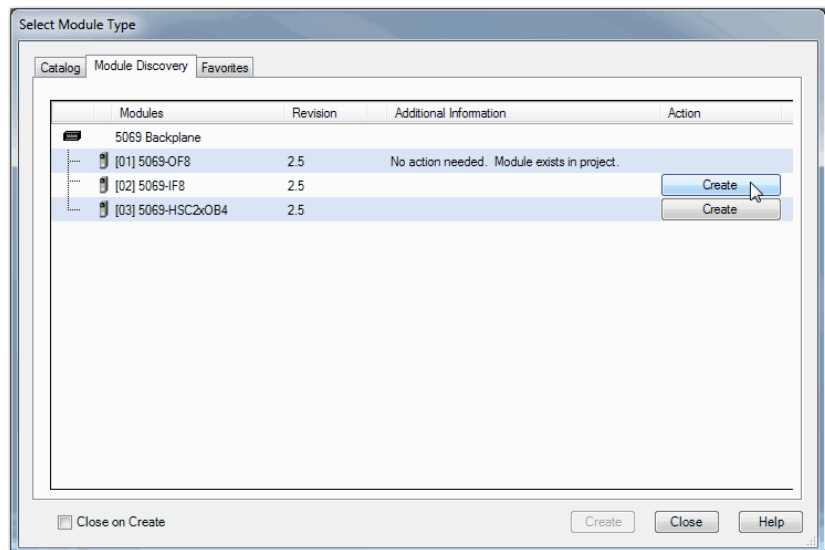 Select Module Type
Catalog Module Discovery Favorites
Modules Revision Additional Information Action
5069 Backplane
[01] 5069-OF8 2.5 No action needed. Module exists in project.
[02] 5069-IF8 2.5 Create
[03] 5069-HSC2xOB4 2.5 Create
Close on Create Create Close Help